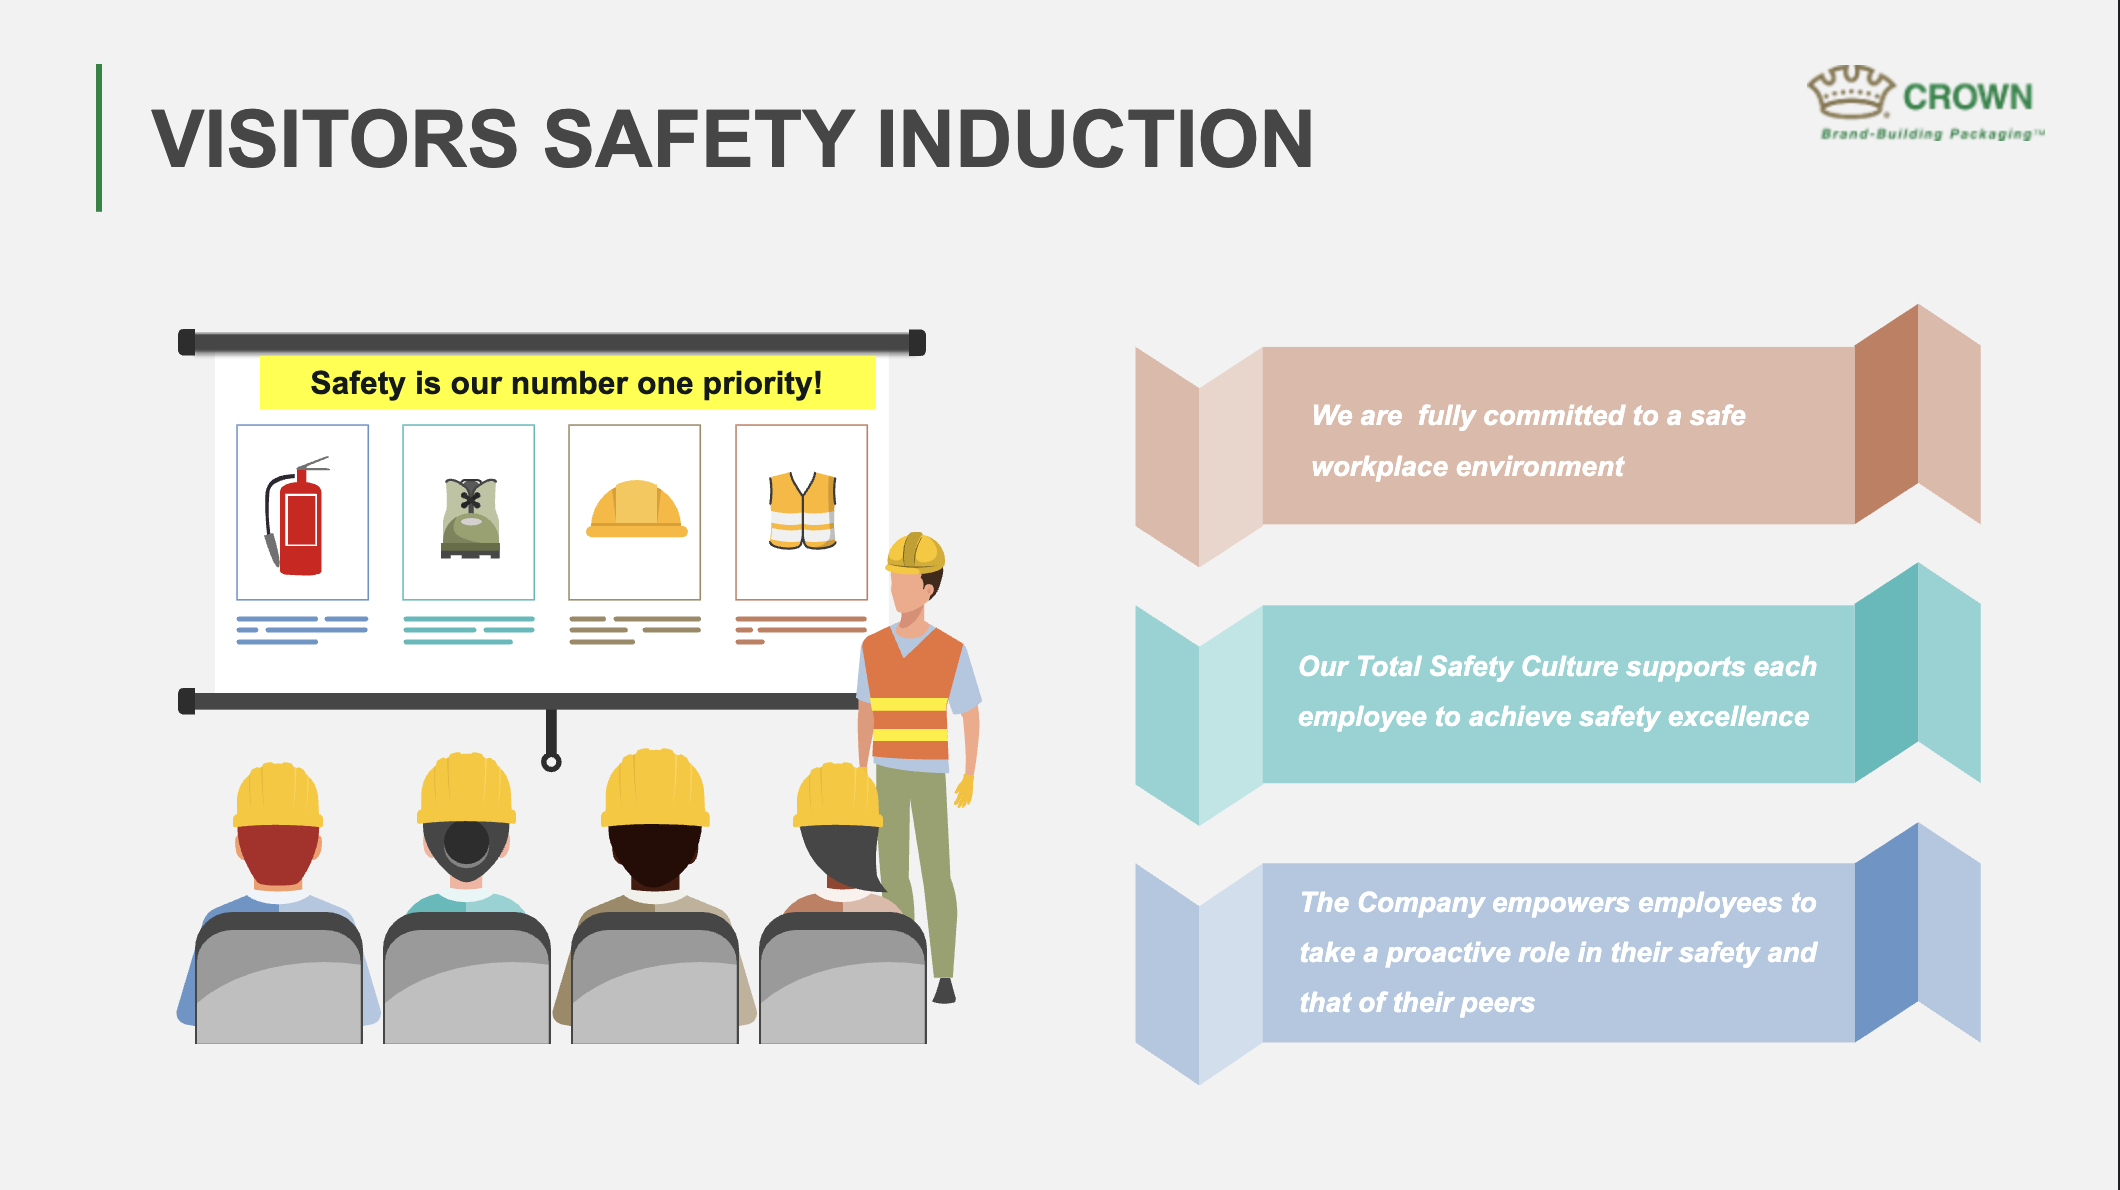 VISITORS SAFETY INDUCTION
CROWN
Brand-Building Packaging™
Safety is our number one priority!
We are  fully committed to a safe
workplace environment
Our Total Safety Culture supports each
employee to achieve safety excellence
The Company empowers employees to
take a proactive role in their safety and
that of their peers